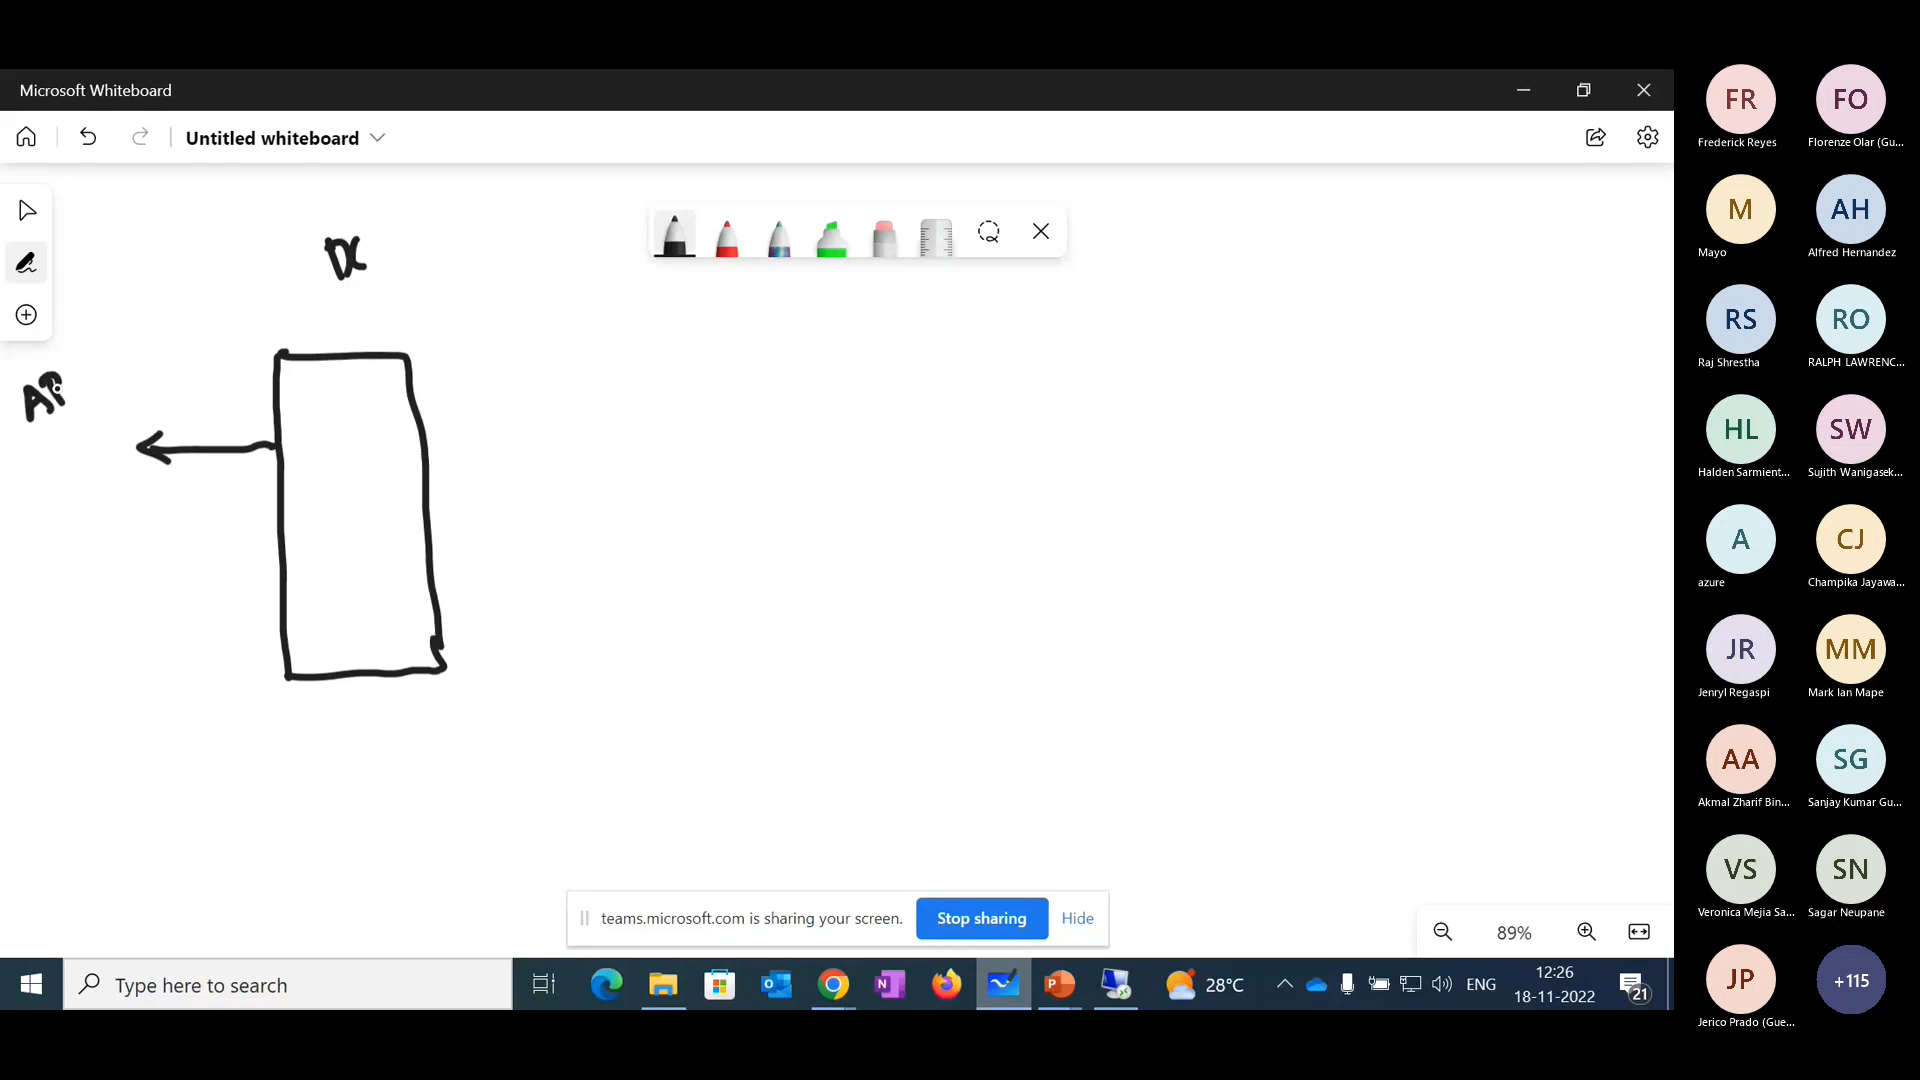 Microsoft Whiteboard
Untitled whiteboard
DC
AP
teams.microsoft.com is sharing your screen.
Stop sharing
Hide
89%
Type here to search
28°C
ENG
12:26
18-11-2022
21
FR
Frederick Reyes
FO
Florenze Olar (Gu...
M
Mayo
AH
Alfred Hernandez
RS
Raj Shrestha
RO
RALPH LAWRENC...
HL
Halden Sarmient...
SW
Sujith Wanigasek...
A
azure
CJ
Champika Jayawa...
JR
Jenryl Regaspi
MM
Mark Ian Mape
AA
Akmal Zharif Bin...
SG
Sanjay Kumar Gu...
VS
Veronica Mejia Sa...
SN
Sagar Neupane
JP
Jerico Prado (Gue...
+115